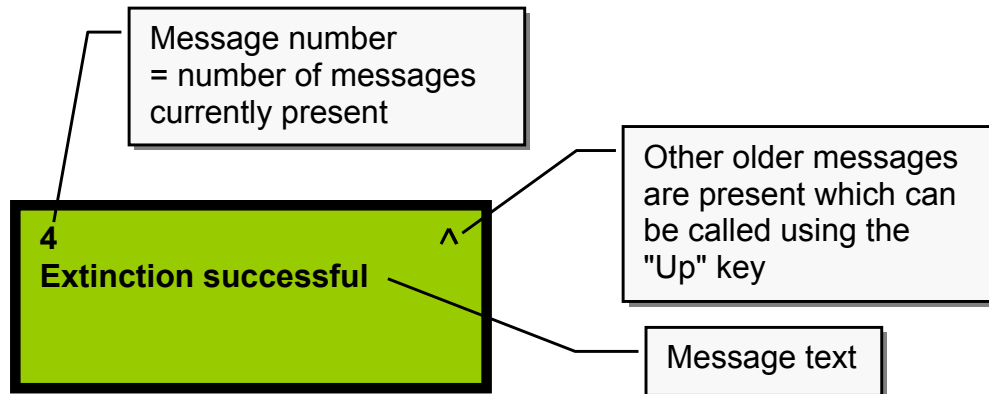 Message number
= number of messages
currently present
Other older messages
are present which can
be called using the
"Up" key
4 ^
Extinction successful
Message text